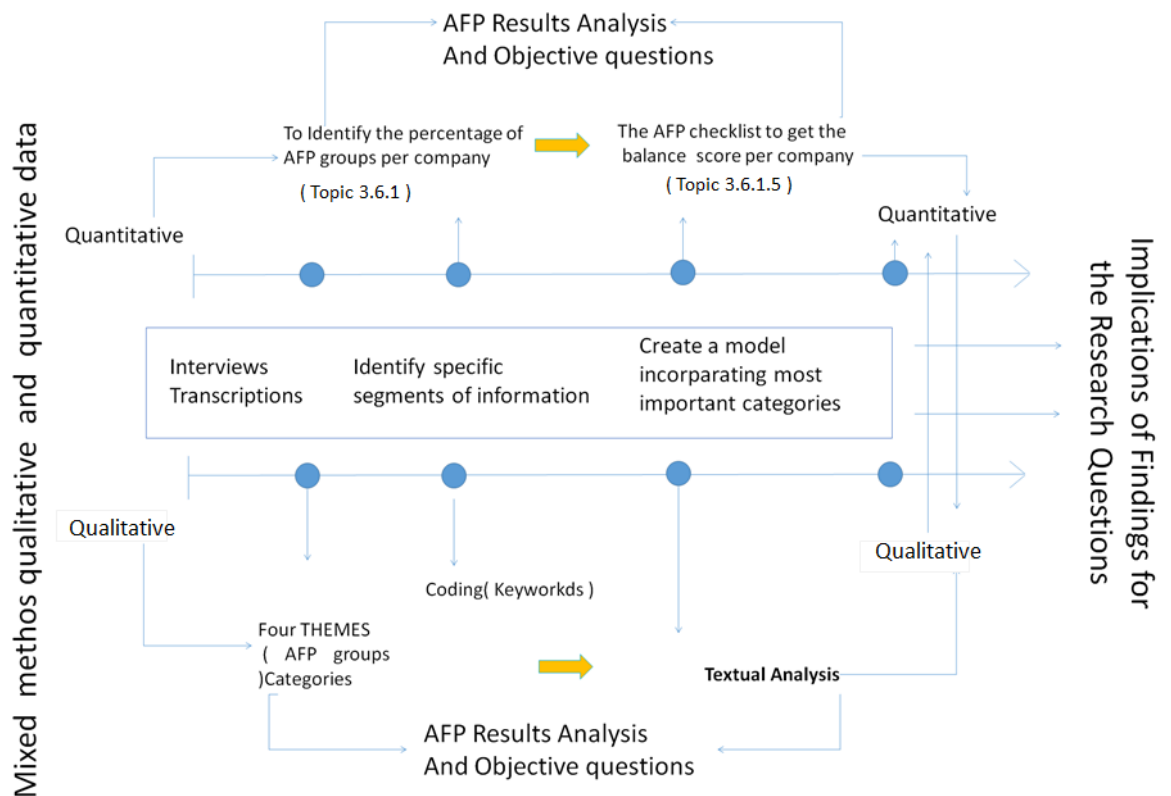 Mixed methos qualitative and quantitative data
AFP Results Analysis
And Objective questions
To Identify the percentage of
AFP groups per company
( Topic 3.6.1 )
The AFP checklist to get the
balance score per company
( Topic 3.6.1.5 )
Quantitative
Quantitative
Interviews
Transcriptions
Identify specific
segments of information
Create a model
incorparating most
important categories
Qualitative
Qualitative
Coding( Keyworkds )
Four THEMES
( AFP groups
)Categories
Textual Analysis
AFP Results Analysis
And Objective questions
Implications of Findings for
the Research Questions